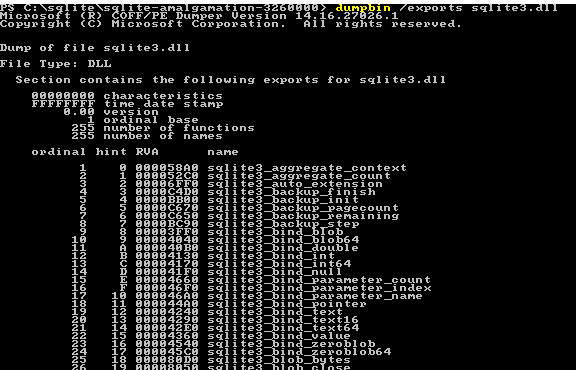 PS C:\sqlite\sqlite-amalgamation-3260000> dumpbin /exports sqlite3.dll
Microsoft (R) COFF/PE Dumper Version 14.16.27026.1
Copyright (C) Microsoft Corporation.  All rights reserved.
Dump of file sqlite3.dll
File Type: DLL
Section contains the following exports for sqlite3.dll
00000000 characteristics
FFFFFFFF time date stamp
0.00 version
1 ordinal base
255 number of functions
255 number of names
ordinal hint RVA      name
1    0 000058A0 sqlite3_aggregate_context
2    1 000052C0 sqlite3_aggregate_count
3    2 00006FF0 sqlite3_auto_extension
4    3 0000C4D0 sqlite3_backup_finish
5    4 0000BB00 sqlite3_backup_init
6    5 0000C670 sqlite3_backup_pagecount
7    6 0000C650 sqlite3_backup_remaining
8    7 0000BC90 sqlite3_backup_step
9    8 00003FF0 sqlite3_bind_blob
10    9 00004040 sqlite3_bind_blob64
11    A 000040B0 sqlite3_bind_double
12    B 00004130 sqlite3_bind_int
13    C 00004170 sqlite3_bind_int64
14    D 000041F0 sqlite3_bind_null
15    E 00004660 sqlite3_bind_parameter_count
16    F 000046F0 sqlite3_bind_parameter_index
17   10 000046A0 sqlite3_bind_parameter_name
18   11 000044A0 sqlite3_bind_pointer
19   12 00004240 sqlite3_bind_text
20   13 00004290 sqlite3_bind_text16
21   14 000042E0 sqlite3_bind_text64
22   15 00004360 sqlite3_bind_value
23   16 00004540 sqlite3_bind_zeroblob
24   17 000045C0 sqlite3_bind_zeroblob64
25   18 000080D0 sqlite3_blob_bytes
26   19 00008050 sqlite3_blob_close